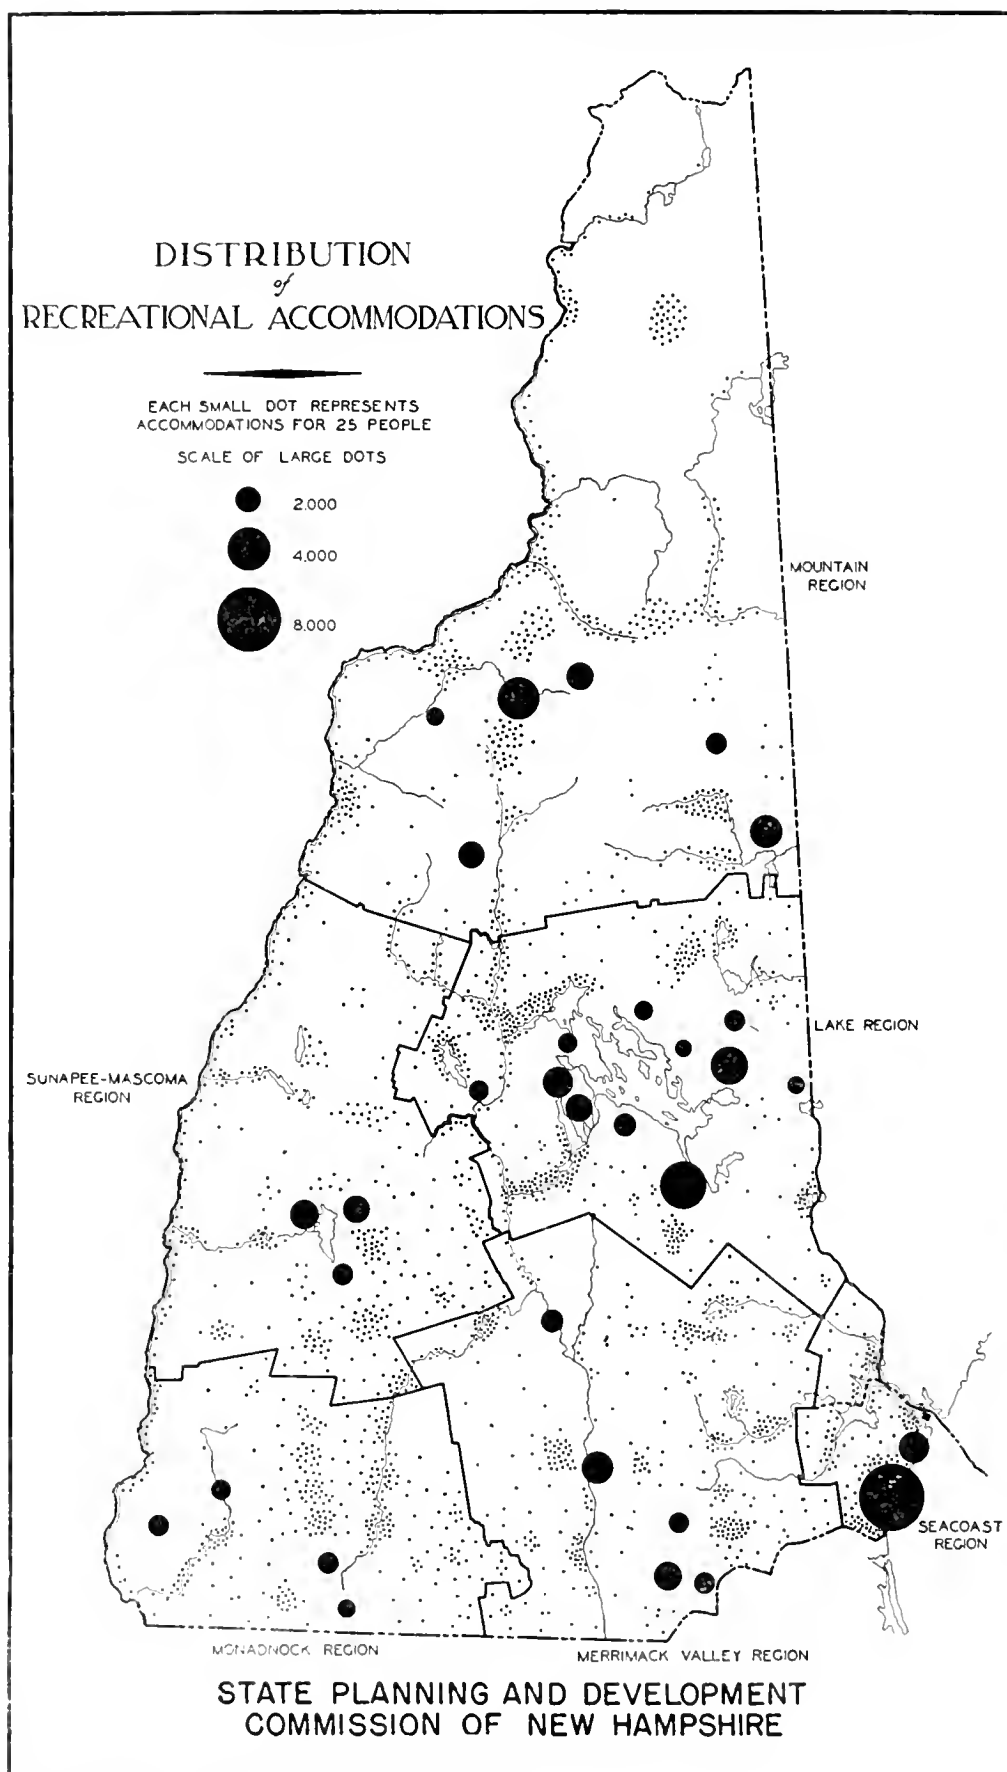 DISTRIBUTION
of
RECREATIONAL ACCOMMODATIONS
EACH SMALL DOT REPRESENTS
ACCOMMODATIONS FOR 25 PEOPLE
SCALE OF LARGE DOTS
2,000
4,000
8,000
MOUNTAIN
REGION
LAKE REGION
SUNAPEE-MASCOMA
REGION
SEACOAST
REGION
MONADNOCK REGION
MERRIMACK VALLEY REGION
STATE PLANNING AND DEVELOPMENT
COMMISSION OF NEW HAMPSHIRE